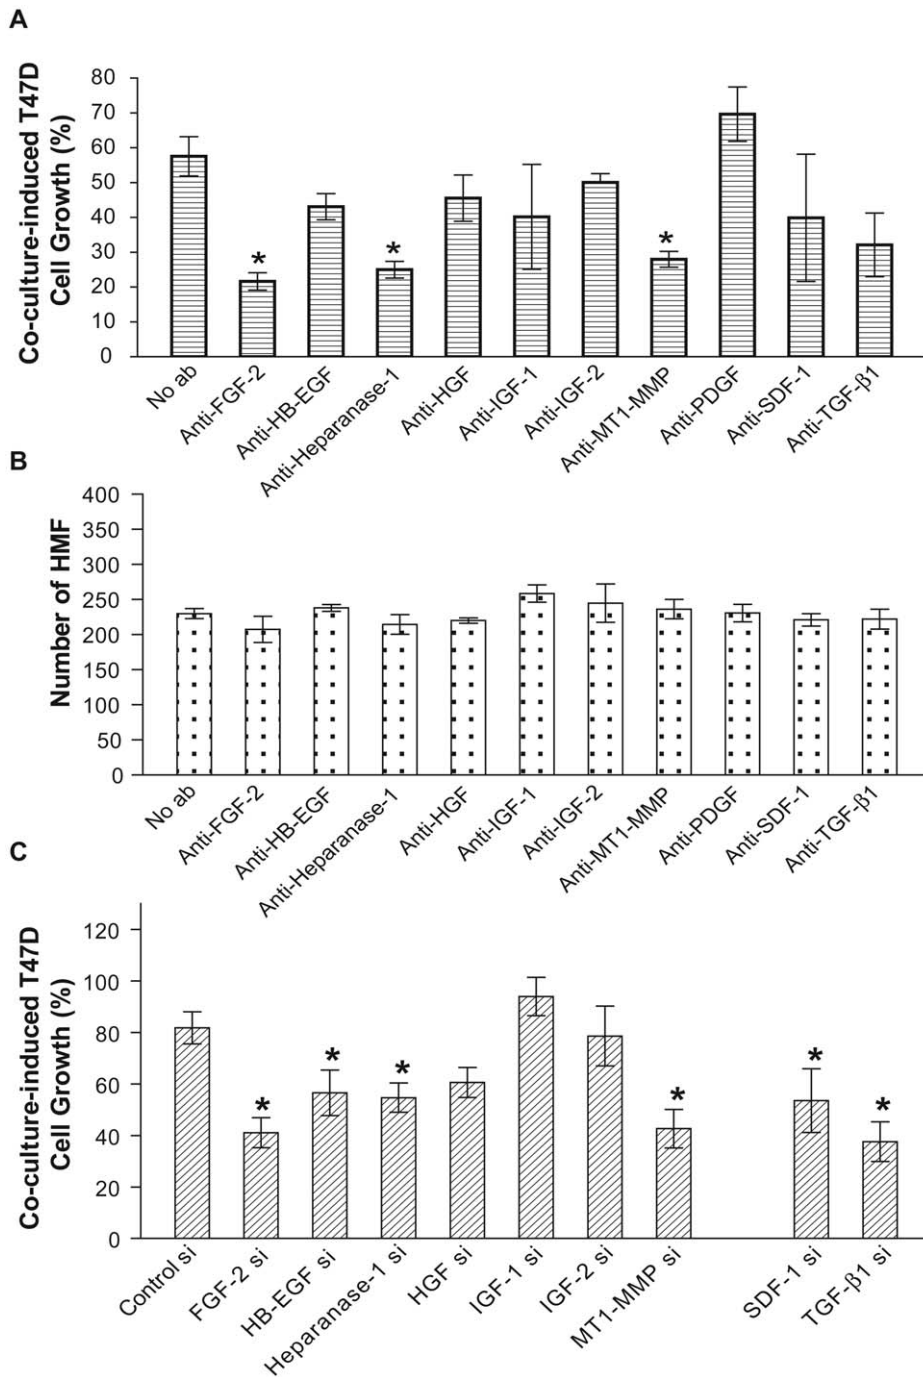 A
Co-culture-induced T47D
Cell Growth (%)
80
70
60
50
40
30
20
10
0
*
*
*
No ab
Anti-FGF-2
Anti-HB-EGF
Anti-Heparanase-1
Anti-HGF
Anti-IGF-1
Anti-IGF-2
Anti-MT1-MMP
Anti-PDGF
Anti-SDF-1
Anti-TGF-β1
B
Number of HMF
400
350
300
250
200
150
100
50
0
No ab
Anti-FGF-2
Anti-HB-EGF
Anti-Heparanase-1
Anti-HGF
Anti-IGF-1
Anti-IGF-2
Anti-MT1-MMP
Anti-PDGF
Anti-SDF-1
Anti-TGF-β1
C
Co-culture-induced T47D
Cell Growth (%)
120
100
80
60
40
20
0
*
*
*
*
*
*
Control si
FGF-2 si
HB-EGF si
Heparanase-1 si
HGF si
IGF-1 si
IGF-2 si
MT1-MMP si
SDF-1 si
TGF-β1 si